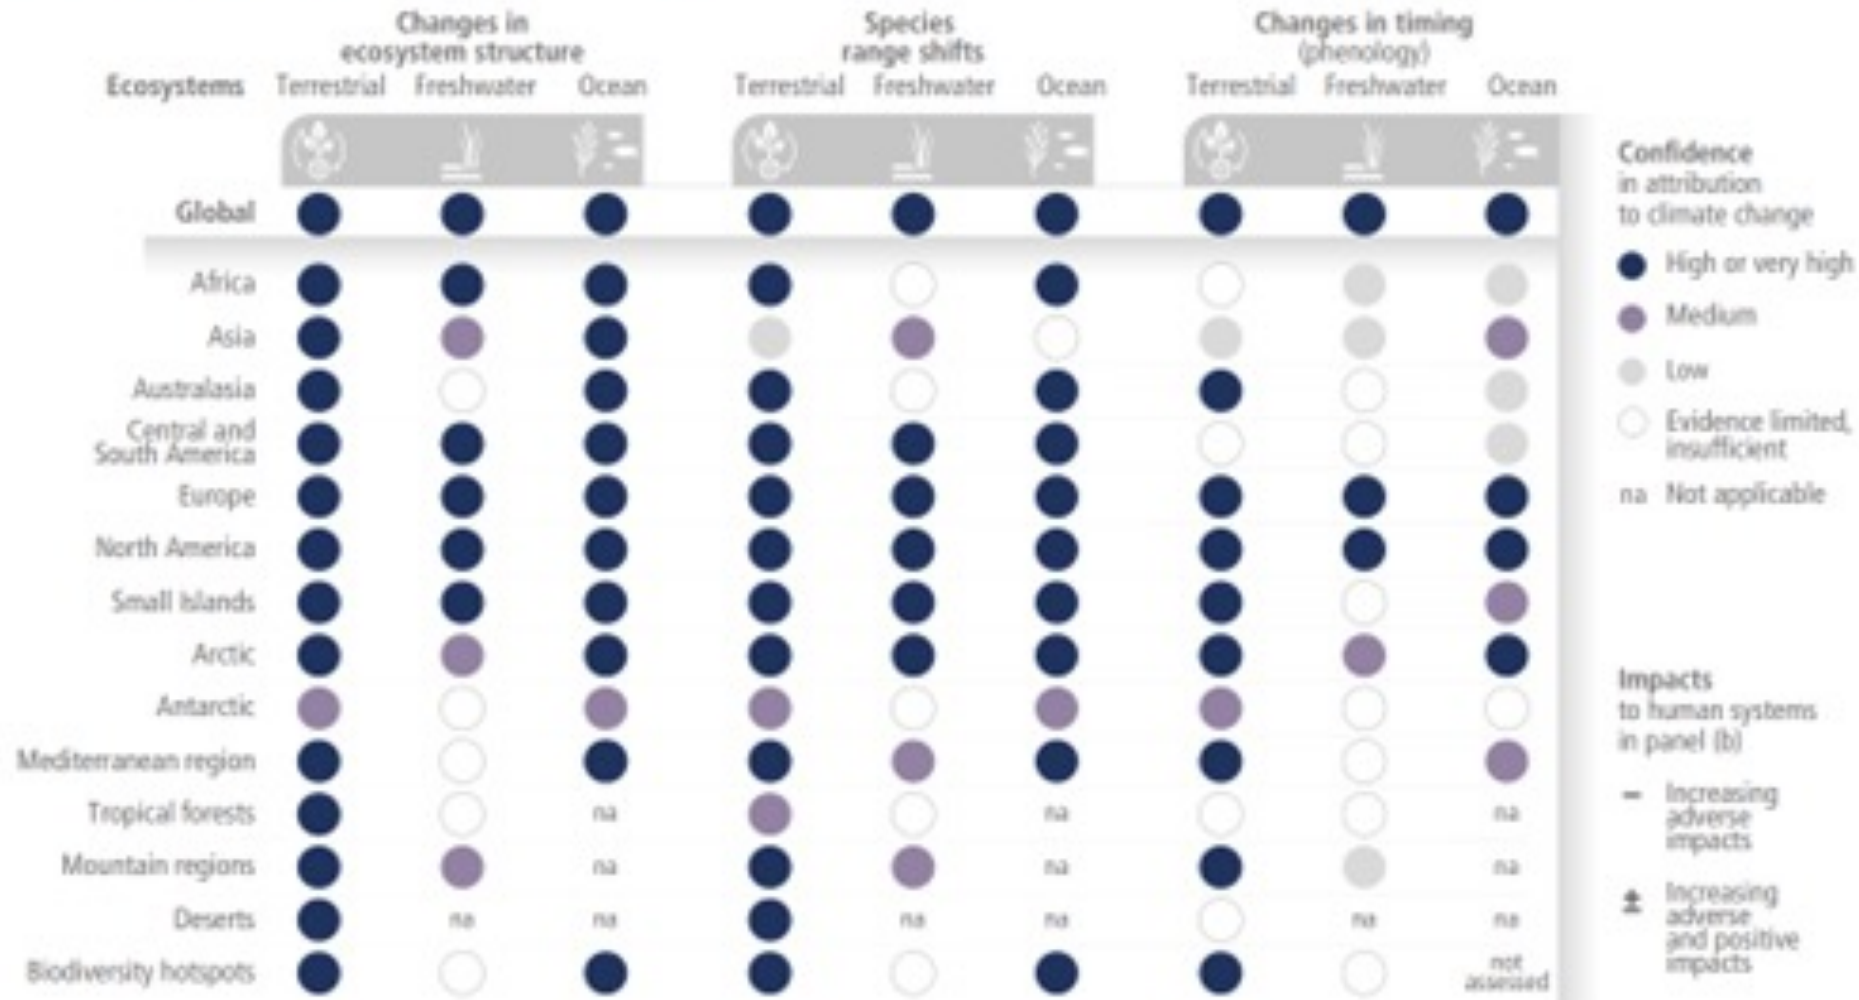 Changes in
ecosystem structure
Species
range shifts
Changes in timing
(phenology)
Ecosystems Terrestrial Freshwater Ocean Terrestrial Freshwater Ocean Terrestrial Freshwater Ocean
Global
Africa
Asia
Australasia
Central and
South America
Europe
North America
Small Islands
Arctic
Antarctic
Mediterranean region
Tropical forests na na na
Mountain regions na na na
Deserts na na na na na na
Biodiversity hotspots not
assessed
Confidence
in attribution
to climate change
High or very high
Medium
Low
Evidence limited,
insufficient
na Not applicable
Impacts
to human systems
in panel (b)
− Increasing
adverse
impacts
± Increasing
adverse
and positive
impacts